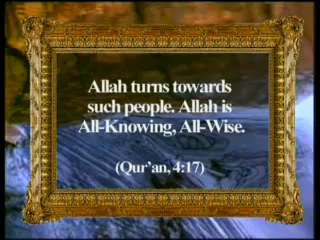 Allah turns towards
such people. Allah is
All-Knowing, All-Wise.
(Qur'an, 4:17)